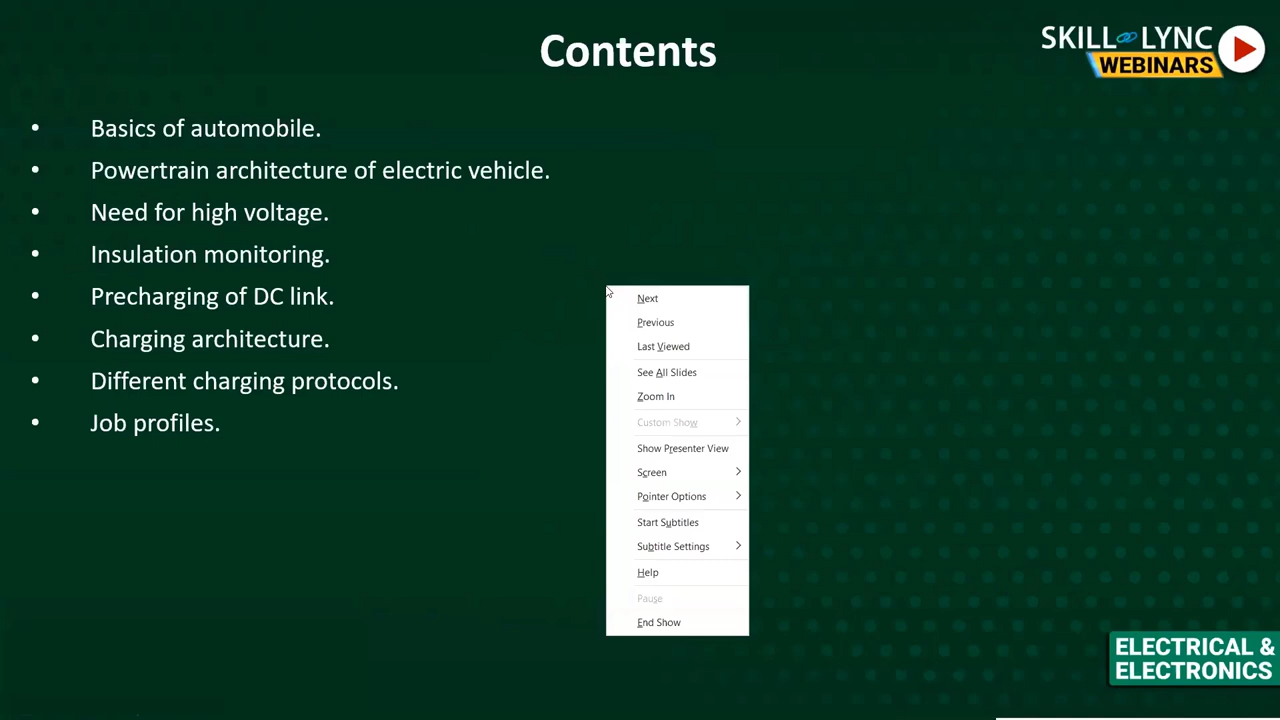 Contents
SKILL LYNC
WEBINARS
• Basics of automobile.
• Powertrain architecture of electric vehicle.
• Need for high voltage.
• Insulation monitoring.
• Precharging of DC link.
• Charging architecture.
• Different charging protocols.
• Job profiles.
Next
Previous
Last Viewed
See All Slides
Zoom In
Custom Show
Show Presenter View
Screen
Pointer Options
Start Subtitles
Subtitle Settings
Help
Pause
End Show
ELECTRICAL &
ELECTRONICS